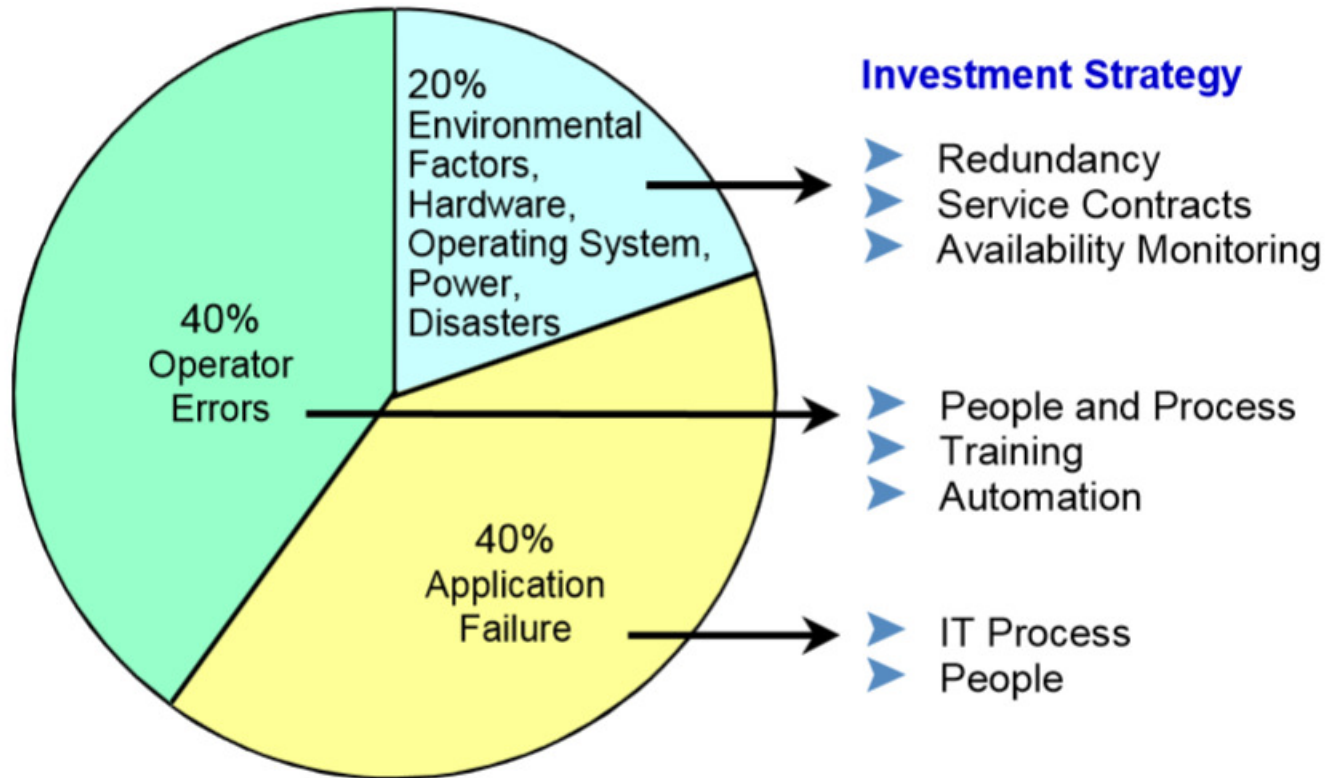 20%
Environmental
Factors,
Hardware,
Operating System,
Power,
Disasters
40%
Operator
Errors
40%
Application
Failure
Investment Strategy
Redundancy
Service Contracts
Availability Monitoring
People and Process
Training
Automation
IT Process
People